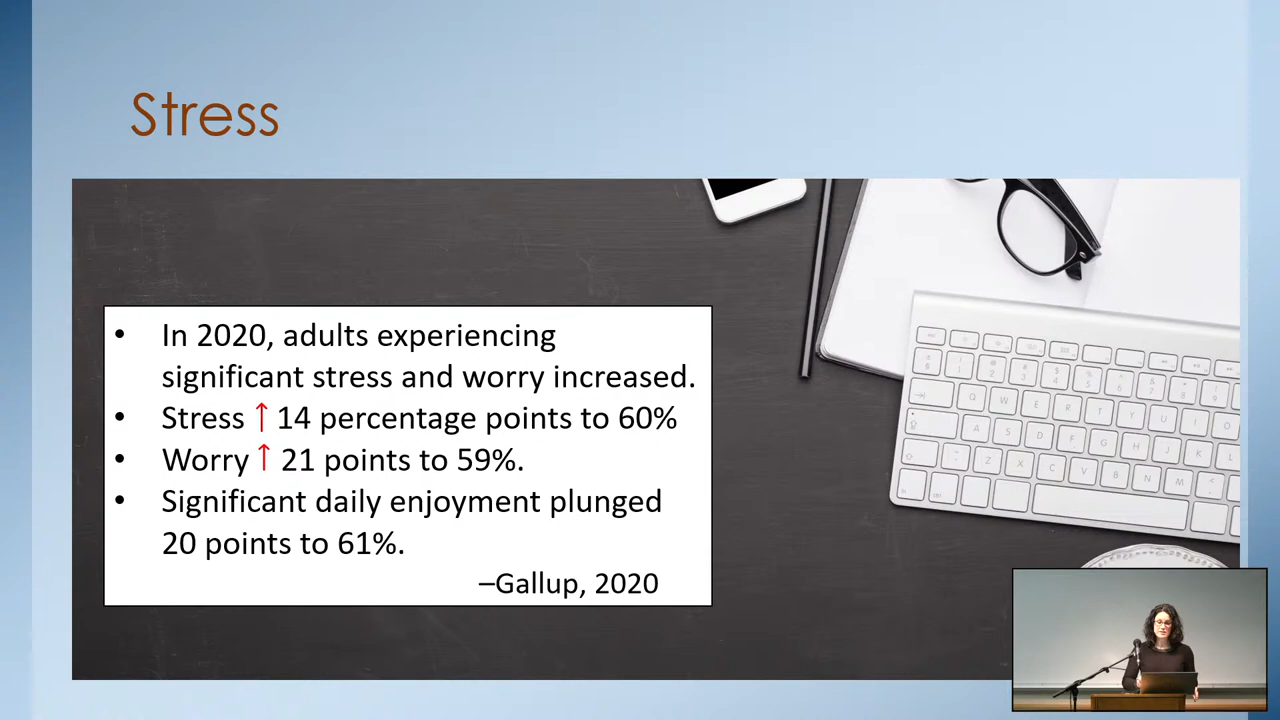 Stress
• In 2020, adults experiencing
significant stress and worry increased.
• Stress ↑ 14 percentage points to 60%
• Worry ↑ 21 points to 59%.
• Significant daily enjoyment plunged
20 points to 61%.
–Gallup, 2020
Q W E R T Y U I O
A S D F G H J K L
Z X C V B N M